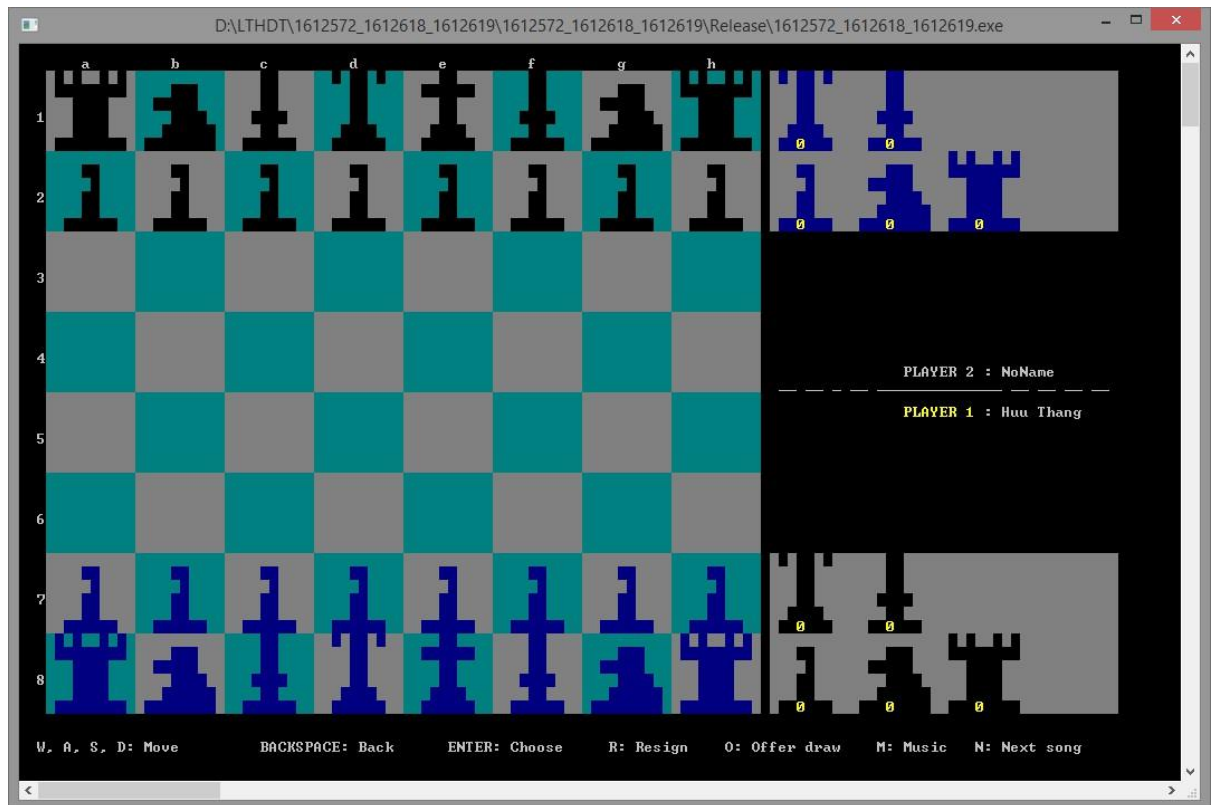 D:\LTHDT\1612572_1612618_1612619\1612572_1612618_1612619\Release\1612572_1612618_1612619.exe
a b c d e f g h
1
0 0
2
0 0 0
3
4
PLAYER 2 : NoName
PLAYER 1 : Huu Thang
5
6
7
0 0
8
0 0 0
W, A, S, D: Move BACKSPACE: Back ENTER: Choose R: Resign O: Offer draw M: Music N: Next song